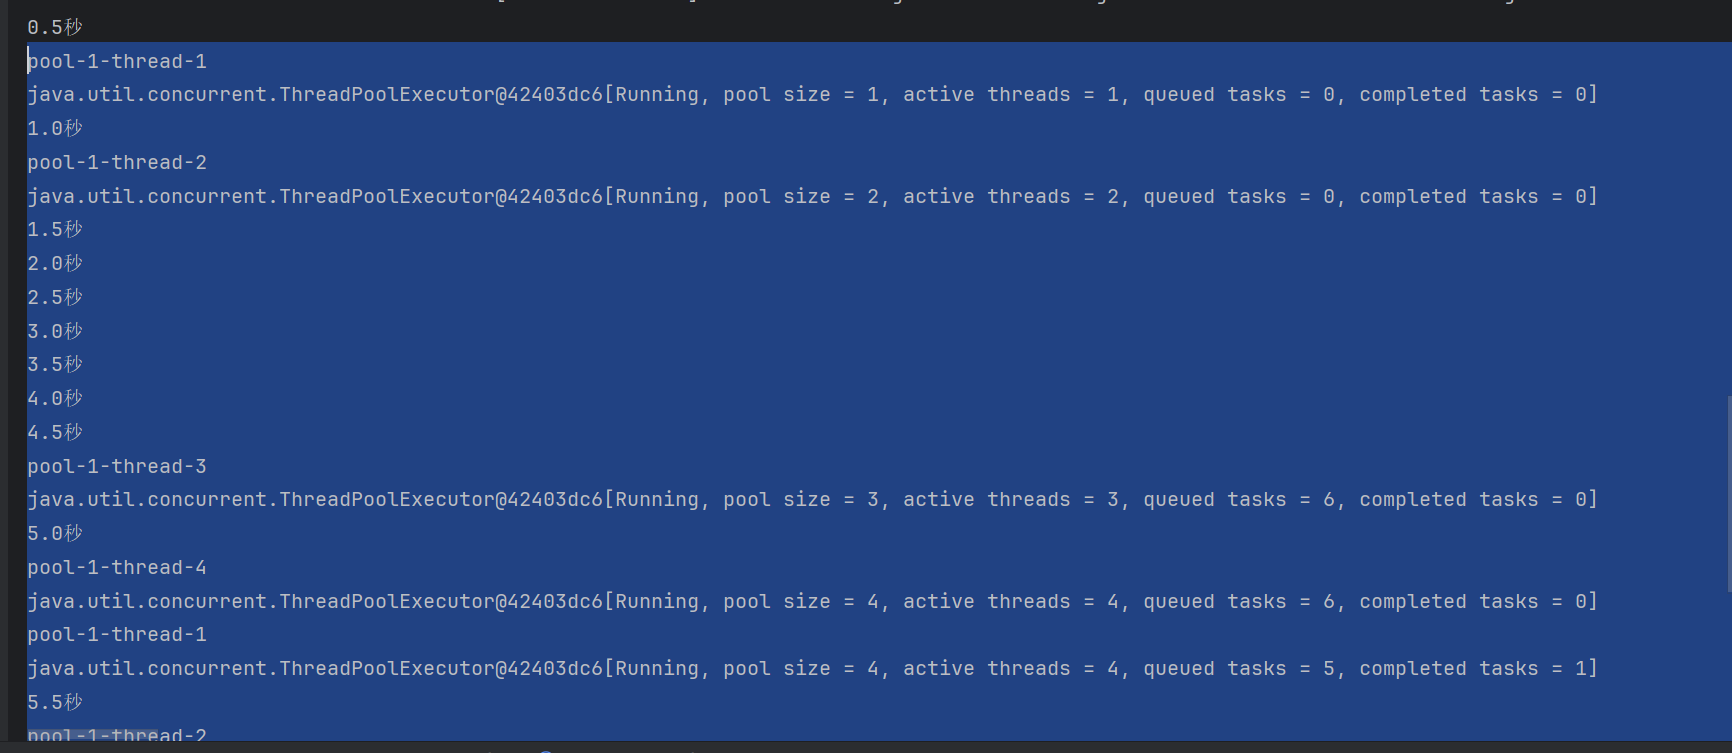 0.5秒
pool-1-thread-1
java.util.concurrent.ThreadPoolExecutor@42403dc6[Running, pool size = 1, active threads = 1, queued tasks = 0, completed tasks = 0]
1.0秒
pool-1-thread-2
java.util.concurrent.ThreadPoolExecutor@42403dc6[Running, pool size = 2, active threads = 2, queued tasks = 0, completed tasks = 0]
1.5秒
2.0秒
2.5秒
3.0秒
3.5秒
4.0秒
4.5秒
pool-1-thread-3
java.util.concurrent.ThreadPoolExecutor@42403dc6[Running, pool size = 3, active threads = 3, queued tasks = 6, completed tasks = 0]
5.0秒
pool-1-thread-4
java.util.concurrent.ThreadPoolExecutor@42403dc6[Running, pool size = 4, active threads = 4, queued tasks = 6, completed tasks = 0]
pool-1-thread-1
java.util.concurrent.ThreadPoolExecutor@42403dc6[Running, pool size = 4, active threads = 4, queued tasks = 5, completed tasks = 1]
5.5秒
pool-1-thread-2